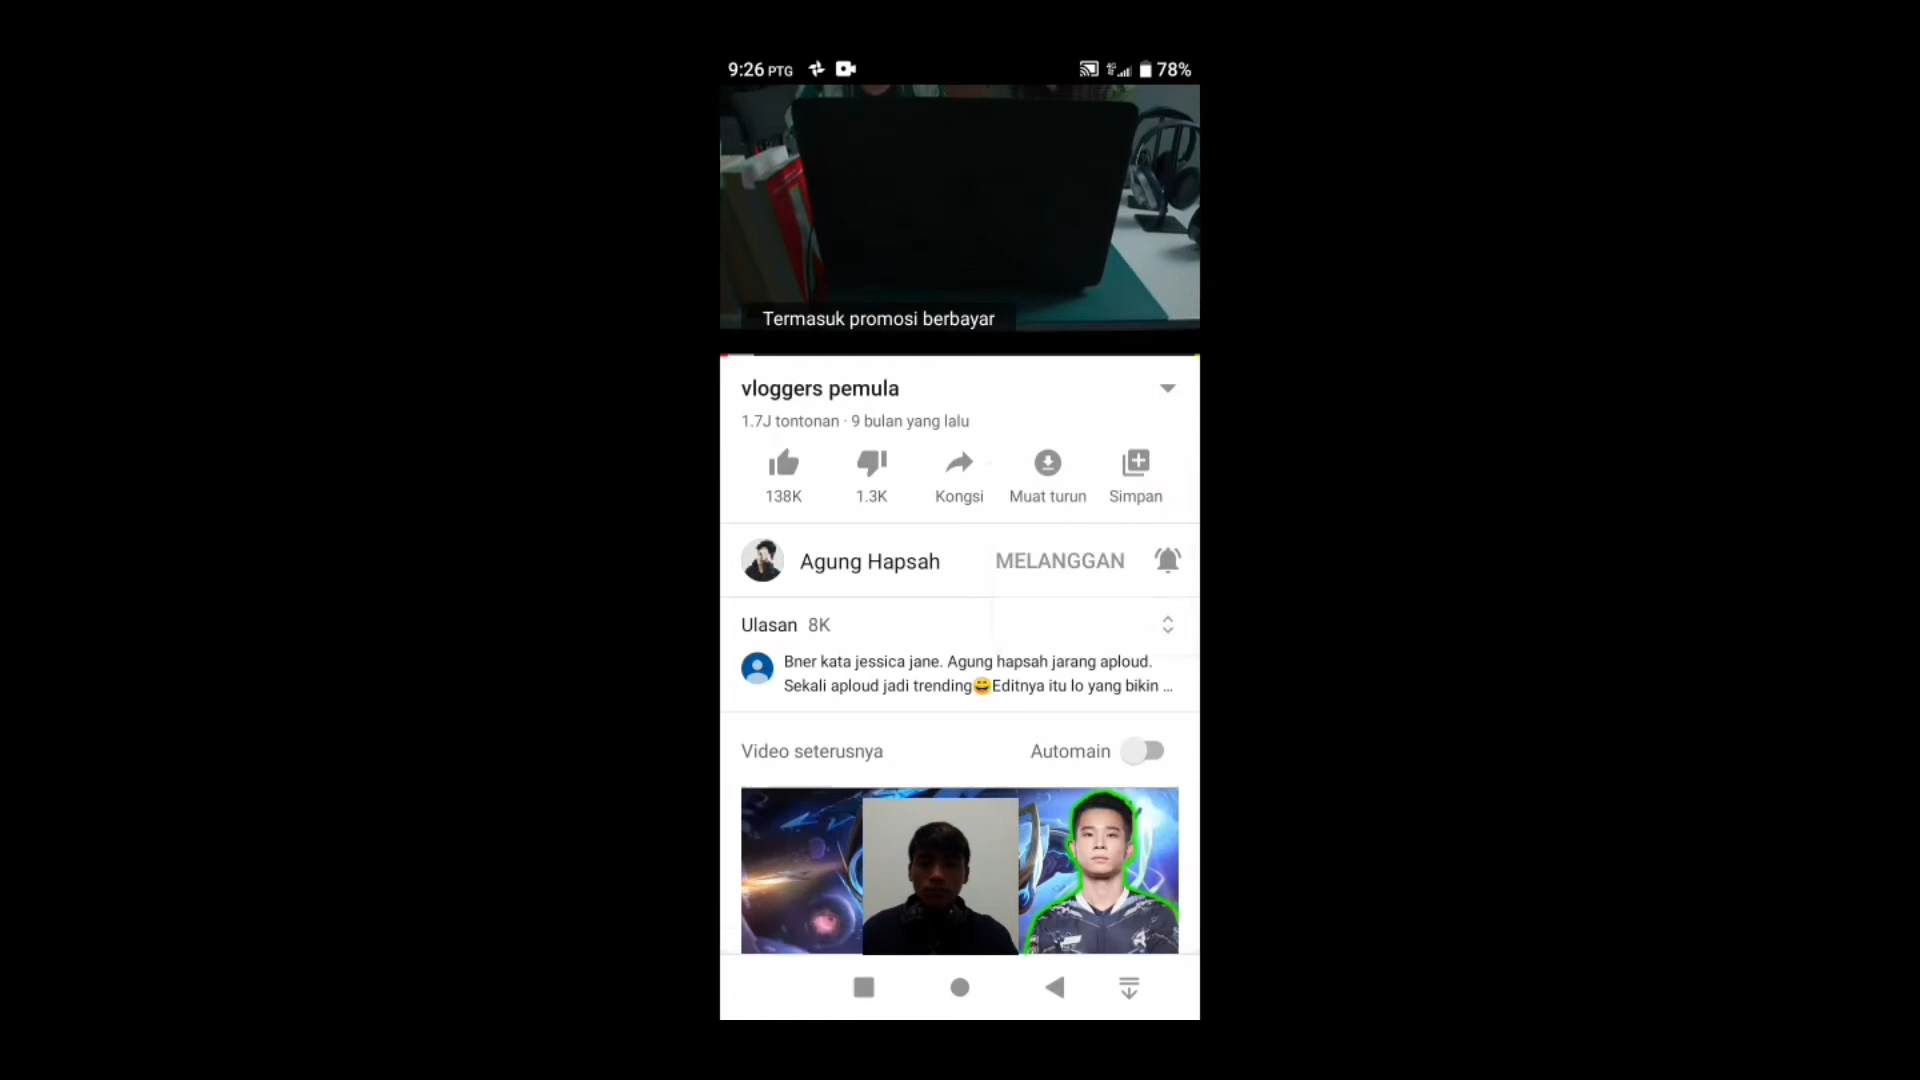 9:26 PTG
78%
Termasuk promosi berbayar
vloggers pemula
1.7J tontonan · 9 bulan yang lalu
138K
1.3K
Kongsi
Muat turun
Simpan
Agung Hapsah
MELANGGAN
Ulasan 8K
Bner kata jessica jane. Agung hapsah jarang aploud.
Sekali aploud jadi trending😄Editnya itu lo yang bikin ...
Video seterusnya
Automain